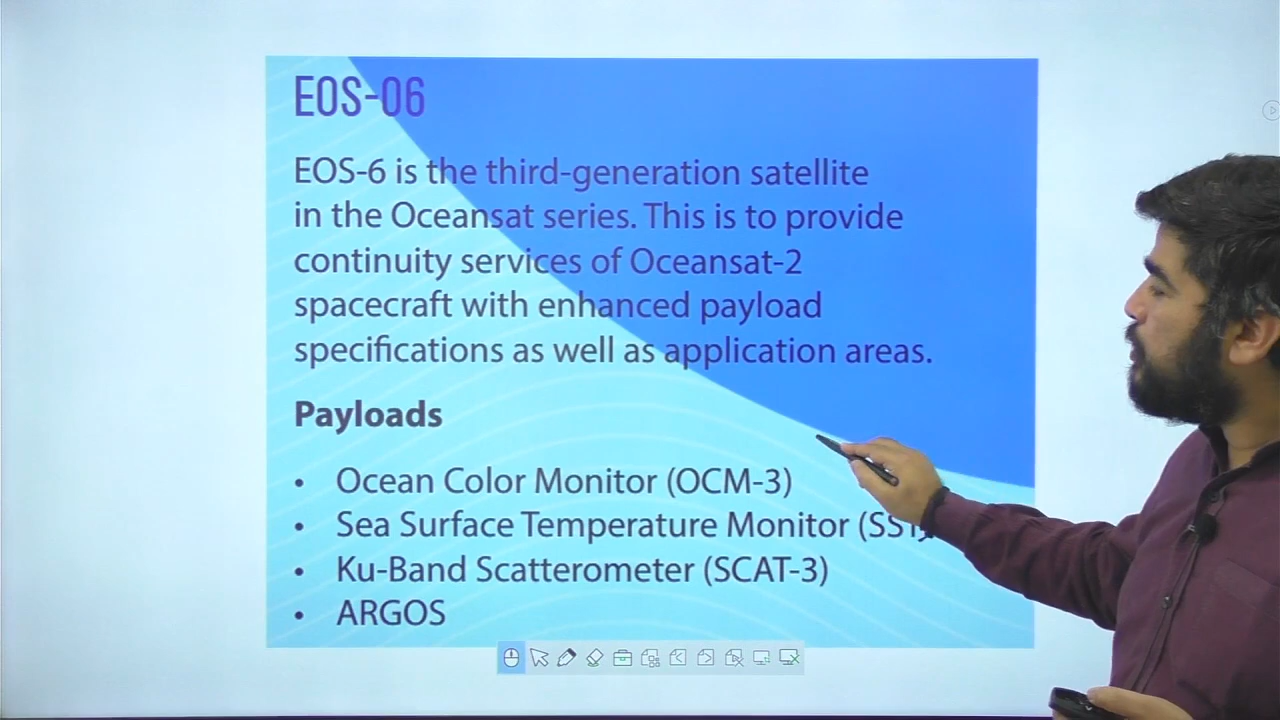 EOS-06
EOS-6 is the third-generation satellite
in the Oceansat series. This is to provide
continuity services of Oceansat-2
spacecraft with enhanced payload
specifications as well as application areas.
Payloads
• Ocean Color Monitor (OCM-3)
• Sea Surface Temperature Monitor
• Ku-Band Scatterometer (SCAT-3)
• ARGOS